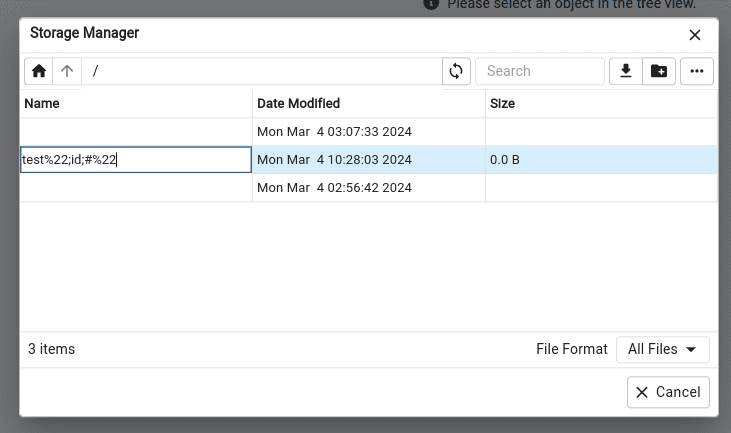 Please select an object in the tree view.
Storage Manager
/
Search
Name Date Modified Size
Mon Mar 4 03:07:33 2024
test%22;id;#%22 Mon Mar 4 10:28:03 2024 0.0 B
Mon Mar 4 02:56:42 2024
3 items File Format All Files
Cancel